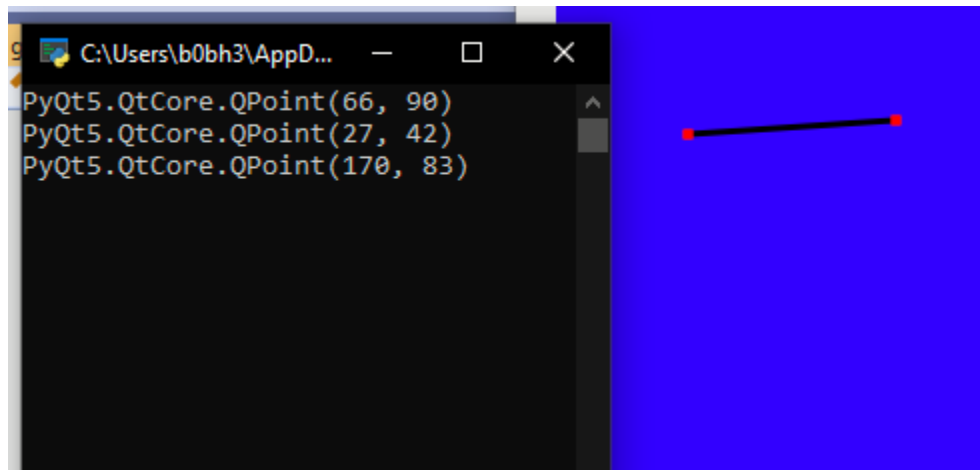 g
C:\Users\b0bh3\AppD...
PyQt5.QtCore.QPoint(66, 90)
PyQt5.QtCore.QPoint(27, 42)
PyQt5.QtCore.QPoint(170, 83)